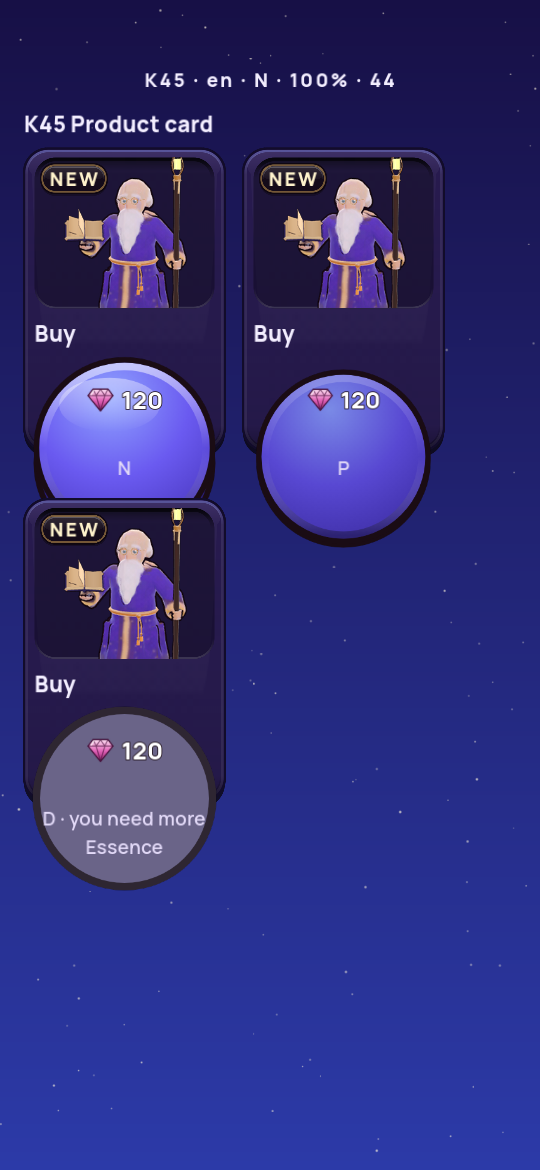 K45 · en · N · 100% · 44
K45 Product card
NEW
Buy
120
N
NEW
Buy
120
P
NEW
Buy
120
D · you need more
Essence